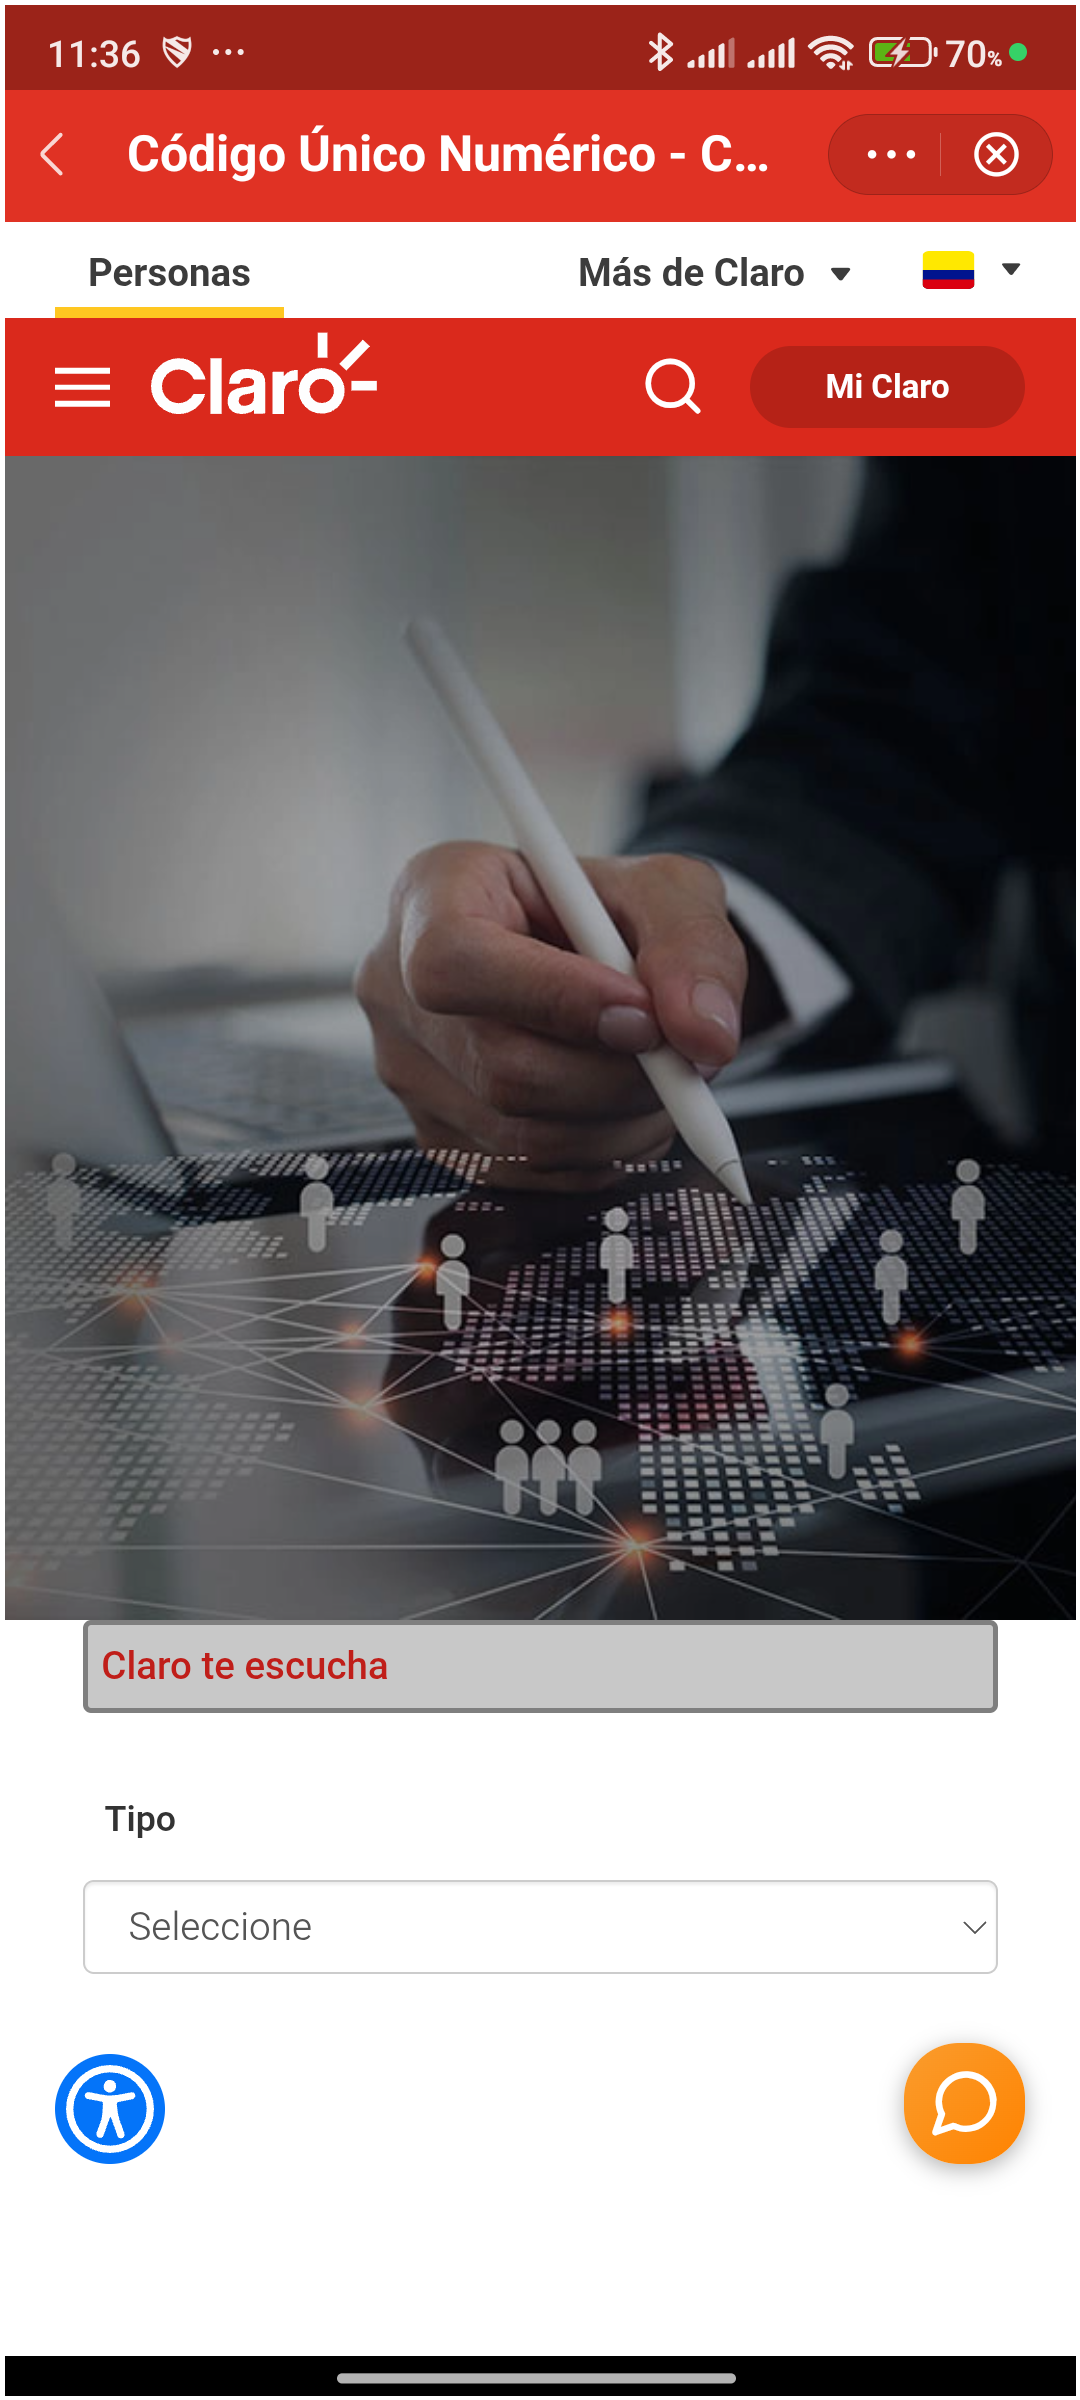 11:36
70%
Código Único Numérico - C...
Personas
Más de Claro
Claro
Mi Claro
Claro te escucha
Tipo
Seleccione